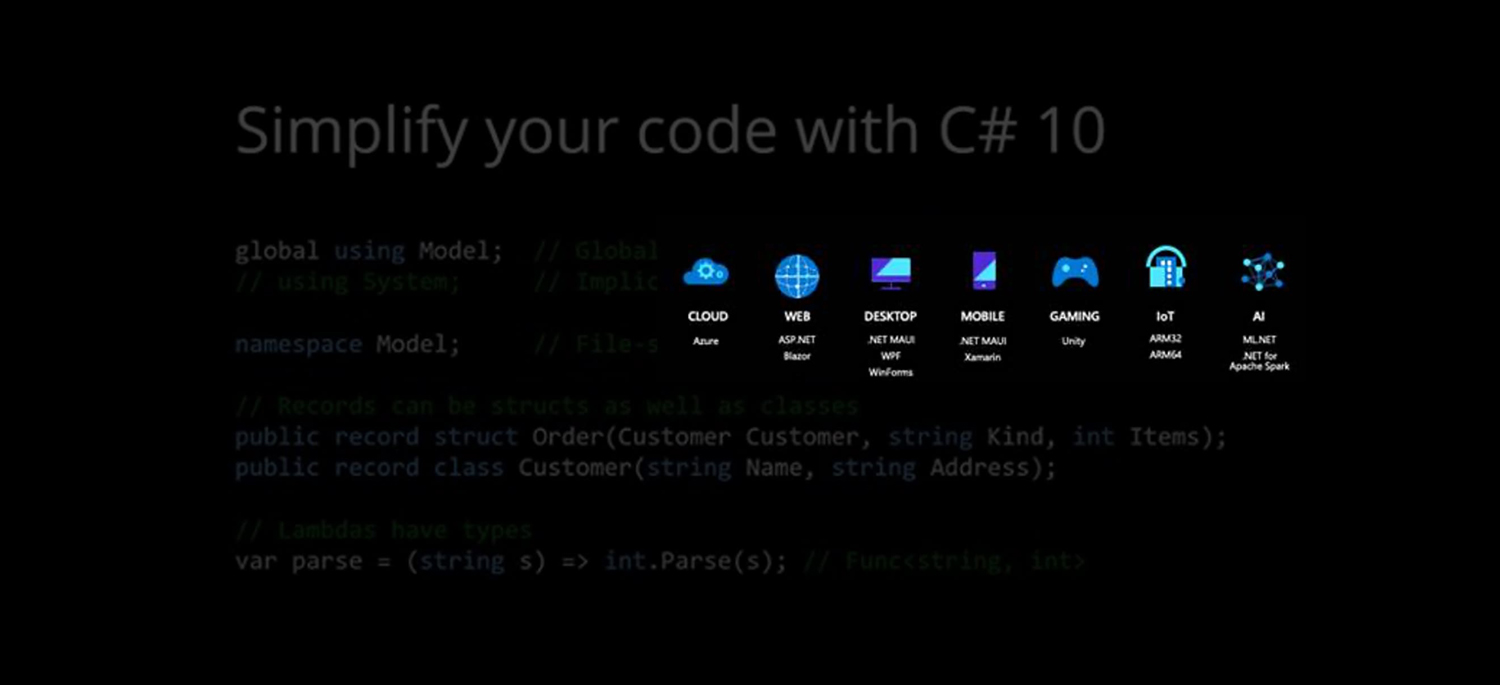 Simplify your code with C# 10
global using Model; // Global
// using System; // Implic
namespace Model; // File-s
CLOUD
Azure
WEB
ASP.NET
Blazor
DESKTOP
.NET MAUI
WPF
WinForms
MOBILE
.NET MAUI
Xamarin
GAMING
Unity
IoT
ARM32
ARM64
AI
ML.NET
.NET for
Apache Spark
// Records can be structs as well as classes
public record struct Order(Customer Customer, string Kind, int Items);
public record class Customer(string Name, string Address);
// Lambdas have types
var parse = (string s) => int.Parse(s); // Func<string, int>